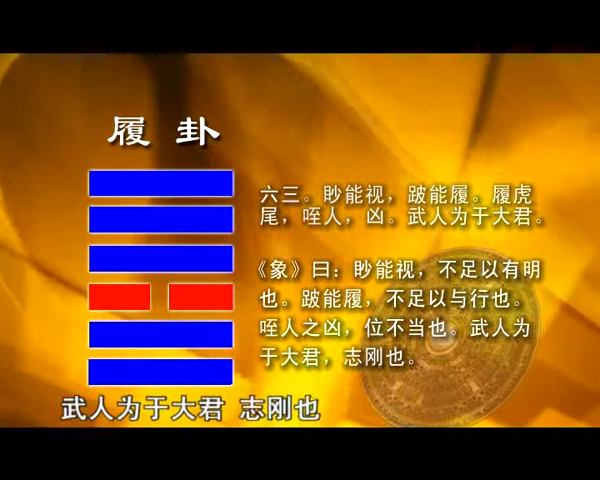 履 卦
六三。眇能视，跛能履。履虎
尾，咥人，凶。武人为于大君。
《象》曰：眇能视，不足以有明
也。跛能履，不足以与行也。
咥人之凶，位不当也。武人为
于大君，志刚也。
武人为于大君 志刚也